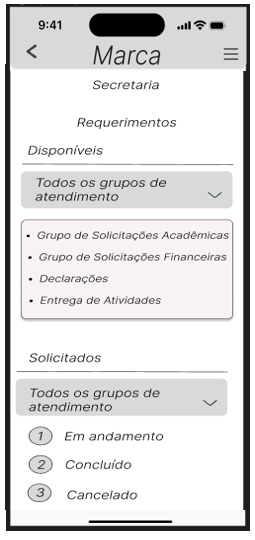 9:41
Marca
Secretaria
Requerimentos
Disponíveis
Todos os grupos de
atendimento
• Grupo de Solicitações Acadêmicas
• Grupo de Solicitações Financeiras
• Declarações
• Entrega de Atividades
Solicitados
Todos os grupos de
atendimento
1 Em andamento
2 Concluído
3 Cancelado